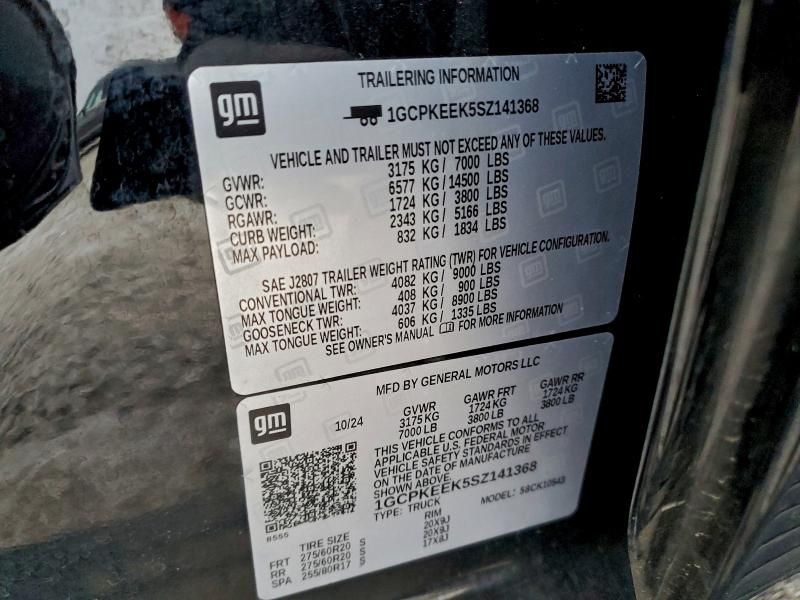 gm
TRAILERING INFORMATION
1GCPKEEK5SZ141368
VEHICLE AND TRAILER MUST NOT EXCEED ANY OF THESE VALUES.
GVWR: 3175 KG / 7000 LBS
GCWR: 6577 KG / 14500 LBS
RGAWR: 1724 KG / 3800 LBS
CURB WEIGHT: 2343 KG / 5166 LBS
MAX PAYLOAD: 832 KG / 1834 LBS
SAE J2807 TRAILER WEIGHT RATING (TWR) FOR VEHICLE CONFIGURATION.
CONVENTIONAL TWR: 4082 KG / 9000 LBS
MAX TONGUE WEIGHT: 408 KG / 900 LBS
GOOSENECK TWR: 4037 KG / 8900 LBS
MAX TONGUE WEIGHT: 606 KG / 1335 LBS
SEE OWNER'S MANUAL FOR MORE INFORMATION
gm
MFD BY GENERAL MOTORS LLC
10/24 GVWR GAWR FRT GAWR RR
3175 KG 1724 KG 1724 KG
7000 LB 3800 LB 3800 LB
THIS VEHICLE CONFORMS TO ALL
APPLICABLE U.S. FEDERAL MOTOR
VEHICLE SAFETY STANDARDS IN EFFECT
ON THE DATE OF MANUFACTURE
SHOWN ABOVE.
1GCPKEEK5SZ141368
TYPE: TRUCK MODEL: 58CK10543
8555
TIRE SIZE RIM
FRT 275/60R20 S 20X9J
RR 275/60R20 S 20X9J
SPA 255/80R17 S 17X8J